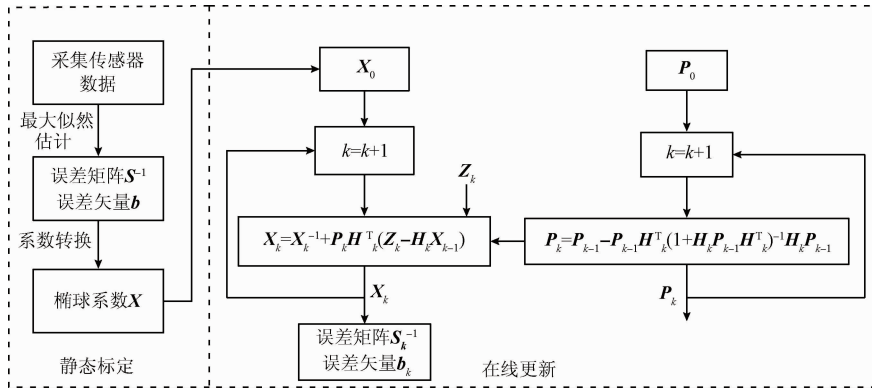 采集传感器
数据
最大似然
估计
误差矩阵S⁻¹
误差矢量b
系数转换
椭球系数X
静态标定
X₀
k=k+1
Zₖ
Xₖ=Xₖ⁻¹+PₖHᵀₖ(Zₖ−HₖXₖ₋₁)
Xₖ
误差矩阵Sₖ⁻¹
误差矢量bₖ
P₀
k=k+1
Pₖ=Pₖ₋₁−Pₖ₋₁Hᵀₖ(1+HₖPₖ₋₁Hᵀₖ)⁻¹HₖPₖ₋₁
Pₖ
在线更新